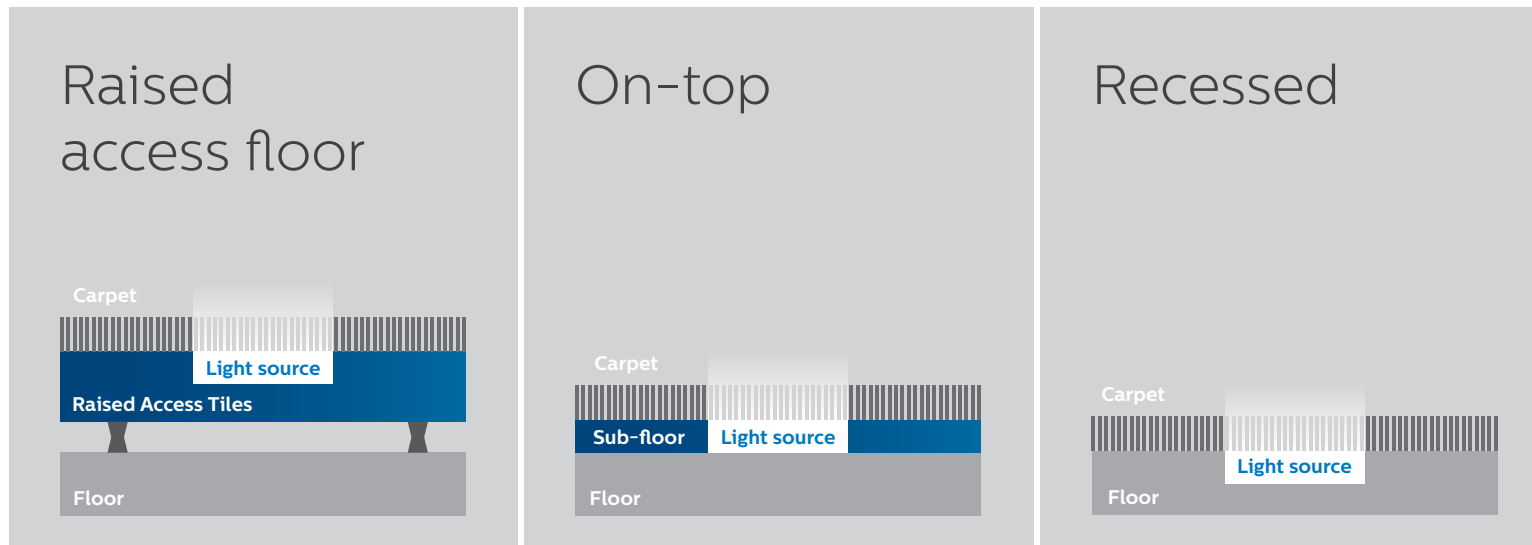 Raised
access floor
Carpet
Light source
Raised Access Tiles
Floor
On-top
Carpet
Sub-floor
Light source
Floor
Recessed
Carpet
Light source
Floor